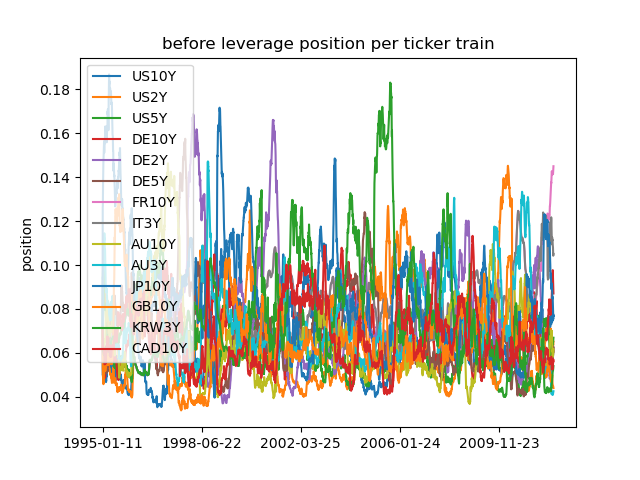 before leverage position per ticker train
position
0.18
0.16
0.14
0.12
0.10
0.08
0.06
0.04
US10Y
US2Y
US5Y
DE10Y
DE2Y
DE5Y
FR10Y
IT3Y
AU10Y
AU3Y
JP10Y
GB10Y
KRW3Y
CAD10Y
1995-01-11 1998-06-22 2002-03-25 2006-01-24 2009-11-23